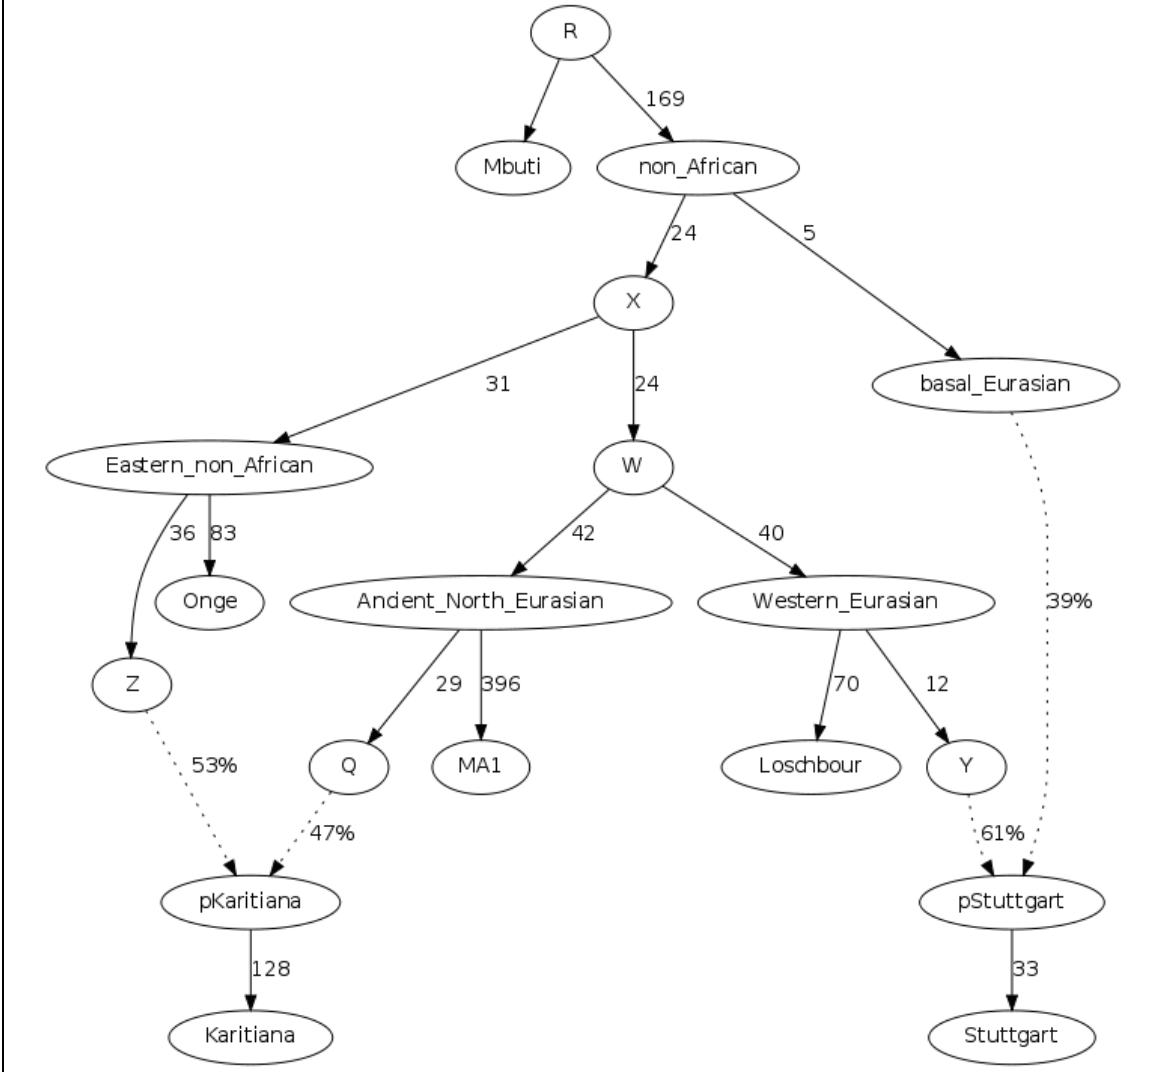 R
169
Mbuti
non_African
24
5
X
31
24
basal_Eurasian
Eastern_non_African
W
36
83
42
40
Onge
Ancient_North_Eurasian
Western_Eurasian
39%
Z
29
396
70
12
53%
Q
MA1
Loschbour
Y
47%
61%
pKaritiana
pStuttgart
128
33
Karitiana
Stuttgart